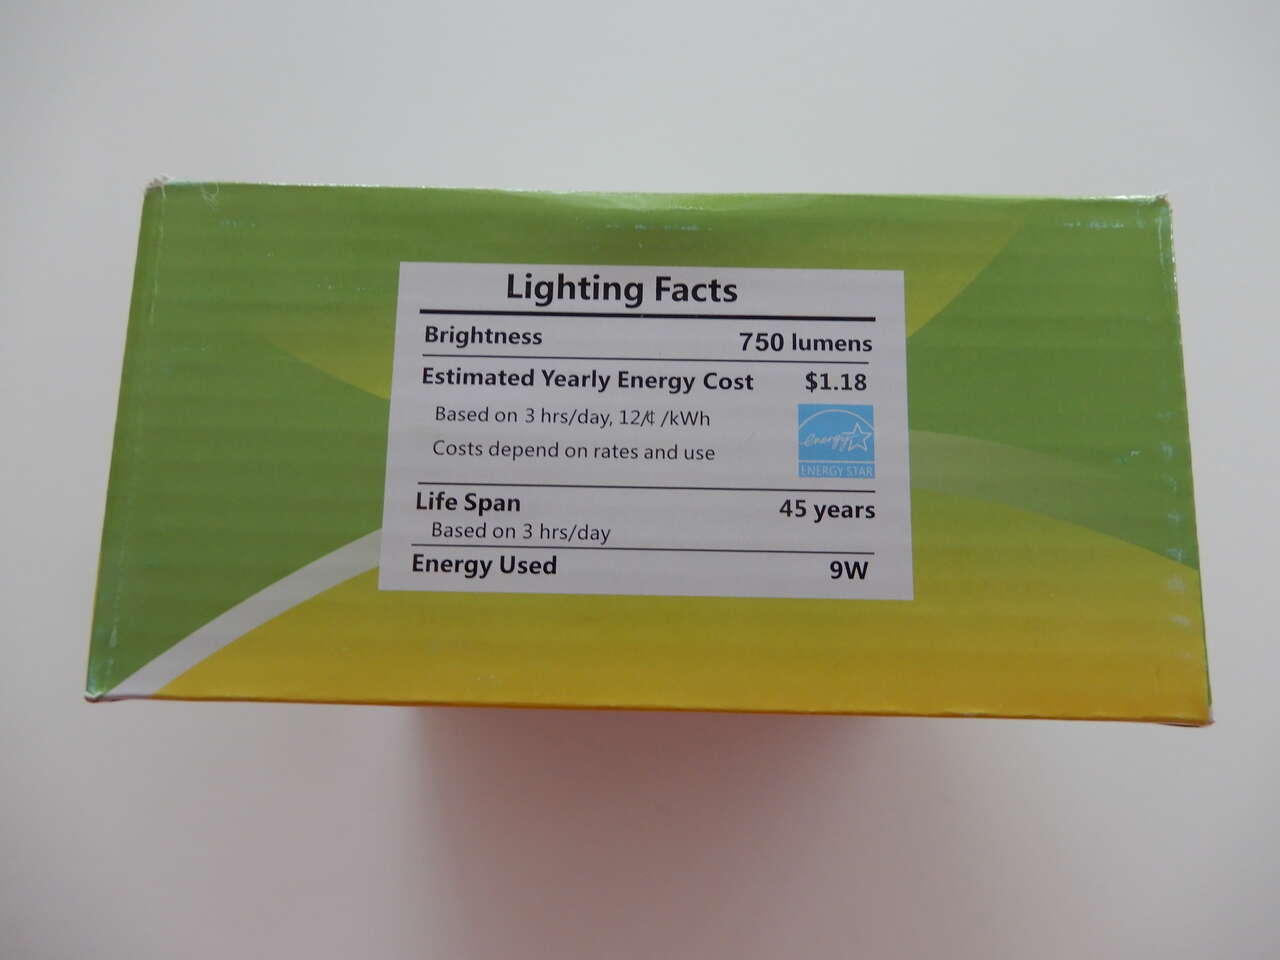 Lighting Facts
Brightness 750 lumens
Estimated Yearly Energy Cost $1.18
Based on 3 hrs/day, 12/¢ /kWh
Costs depend on rates and use
energy
ENERGY STAR
Life Span 45 years
Based on 3 hrs/day
Energy Used 9W